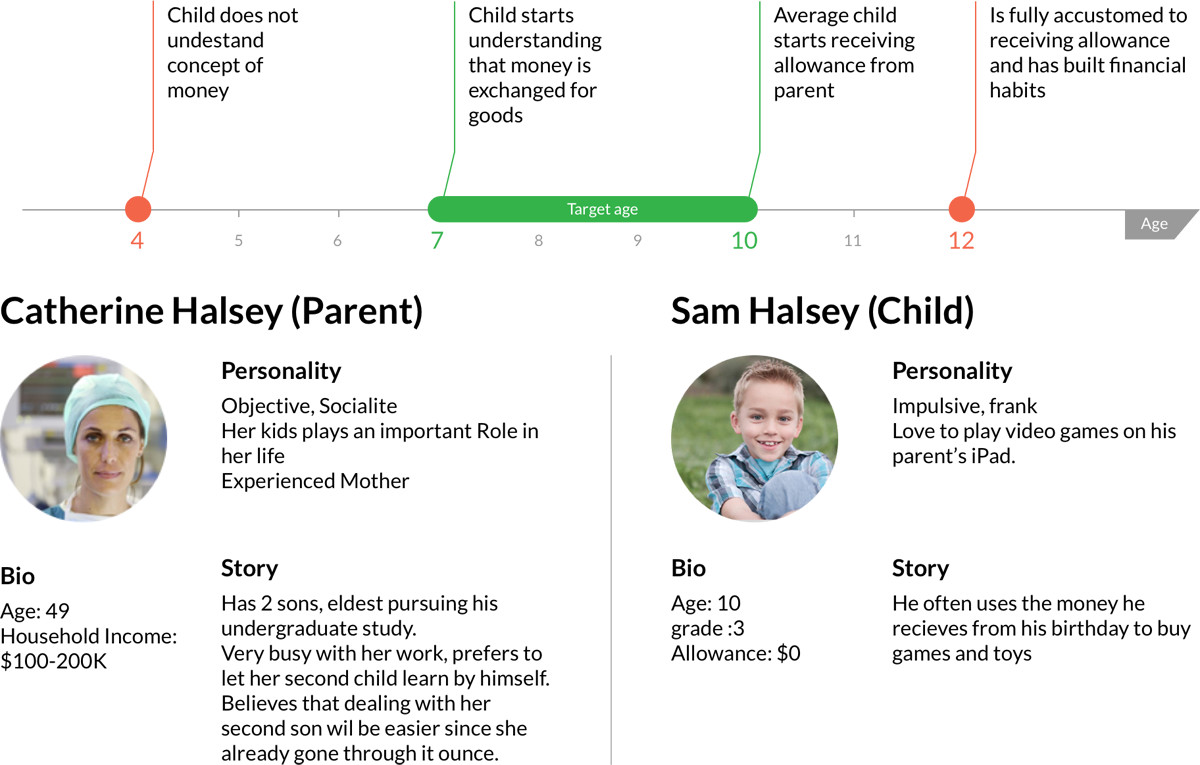 Child does not
undestand
concept of
money
Child starts
understanding
that money is
exchanged for
goods
Average child
starts receiving
allowance from
parent
Is fully accustomed to
receiving allowance
and has built financial
habits
Target age
Age
4
5
6
7
8
9
10
11
12
Catherine Halsey (Parent)
Personality
Objective, Socialite
Her kids plays an important Role in
her life
Experienced Mother
Bio
Age: 49
Household Income:
$100-200K
Story
Has 2 sons, eldest pursuing his
undergraduate study.
Very busy with her work, prefers to
let her second child learn by himself.
Believes that dealing with her
second son wil be easier since she
already gone through it ounce.
Sam Halsey (Child)
Personality
Impulsive, frank
Love to play video games on his
parent’s iPad.
Bio
Age: 10
grade :3
Allowance: $0
Story
He often uses the money he
recieves from his birthday to buy
games and toys